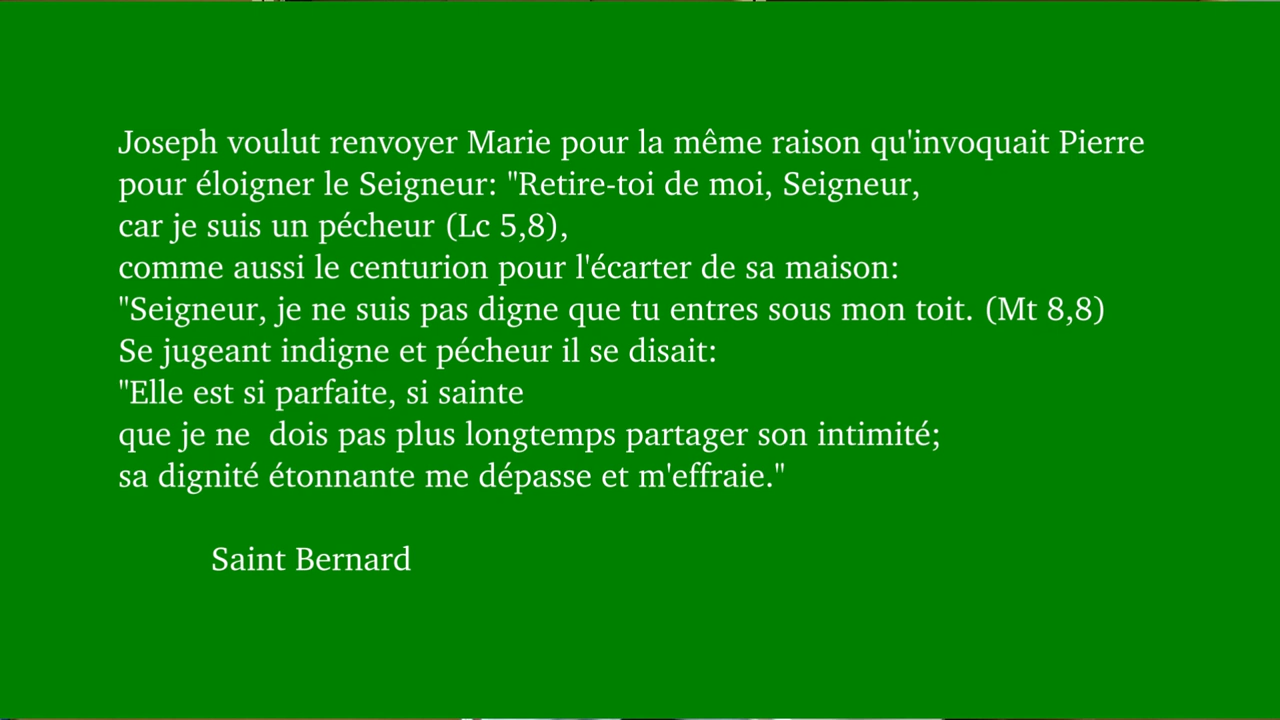 Joseph voulut renvoyer Marie pour la même raison qu'invoquait Pierre
pour éloigner le Seigneur: "Retire-toi de moi, Seigneur,
car je suis un pécheur (Lc 5,8),
comme aussi le centurion pour l'écarter de sa maison:
"Seigneur, je ne suis pas digne que tu entres sous mon toit. (Mt 8,8)
Se jugeant indigne et pécheur il se disait:
"Elle est si parfaite, si sainte
que je ne  dois pas plus longtemps partager son intimité;
sa dignité étonnante me dépasse et m'effraie."
Saint Bernard